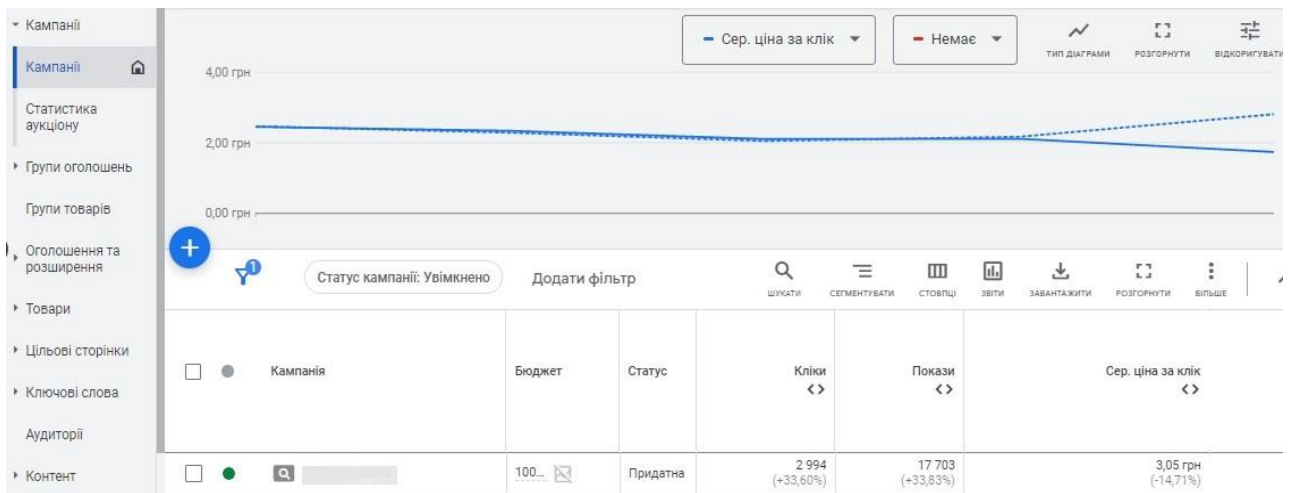 Кампанії
Кампанії
Статистика
аукціону
Групи оголошень
Групи товарів
Оголошення та
розширення
Товари
Цільові сторінки
Ключові слова
Аудиторії
Контент
Сер. ціна за клік
Немає
ТИП ДІАГРАМИ
РОЗГОРНУТИ
ВІДКОРИГУВАТИ
4,00 грн
2,00 грн
0,00 грн
1
Статус кампанії: Увімкнено
Додати фільтр
ШУКАТИ
СЕГМЕНТУВАТИ
СТОВПЦІ
ЗВІТИ
ЗАВАНТАЖИТИ
РОЗГОРНУТИ
БІЛЬШЕ
Кампанія
Бюджет
Статус
Кліки
Покази
Сер. ціна за клік
100...
Придатна
2 994
(+33,60%)
17 703
(+33,83%)
3,05 грн
(-14,71%)